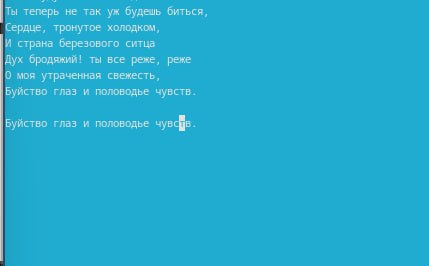 Ты теперь не так уж будешь биться,
Сердце, тронутое холодком,
И страна березового ситца
Дух бродяжий! ты все реже, реже
О моя утраченная свежесть,
Буйство глаз и половодье чувств.

Буйство глаз и половодье чувств.